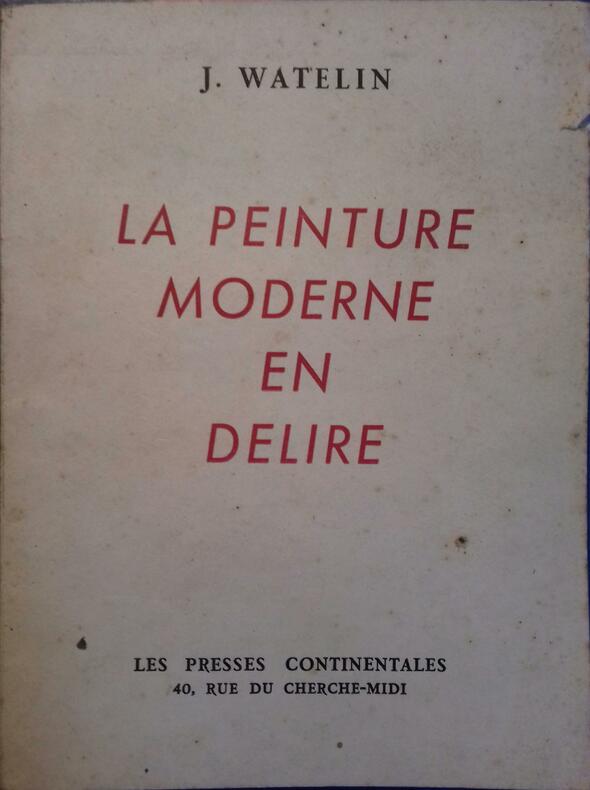 J. WATELIN
LA PEINTURE
MODERNE
EN
DELIRE
LES PRESSES CONTINENTALES
40, RUE DU CHERCHE-MIDI